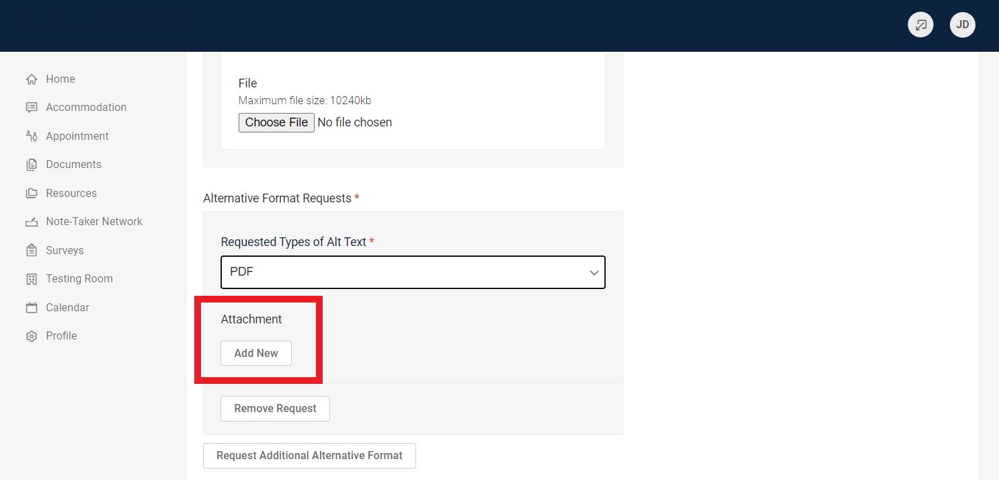 JD
Home
Accommodation
Appointment
Documents
Resources
Note-Taker Network
Surveys
Testing Room
Calendar
Profile
File
Maximum file size: 10240kb
Choose File No file chosen
Alternative Format Requests *
Requested Types of Alt Text *
PDF
Attachment
Add New
Remove Request
Request Additional Alternative Format